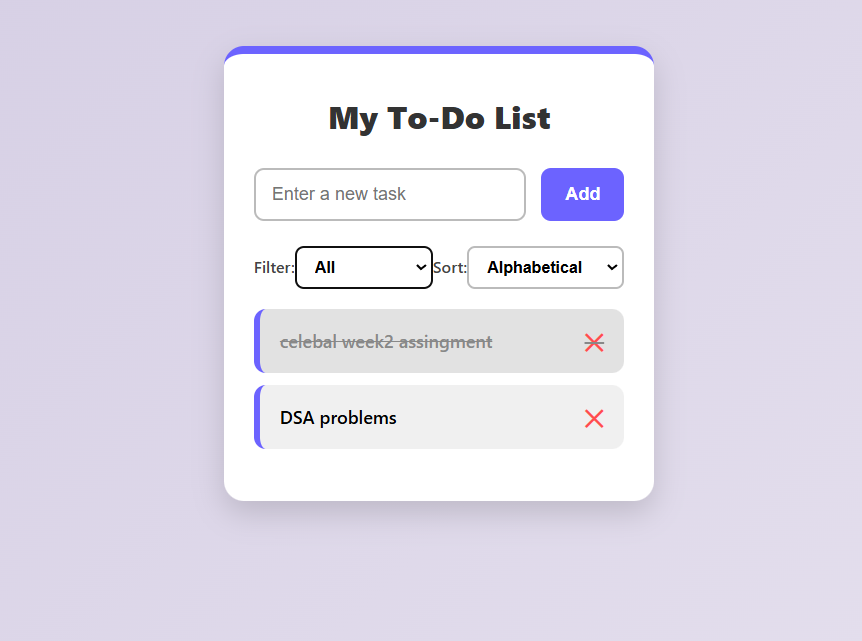 My To-Do List
Enter a new task
Add
Filter: All Sort: Alphabetical
celebal week2 assingment
DSA problems